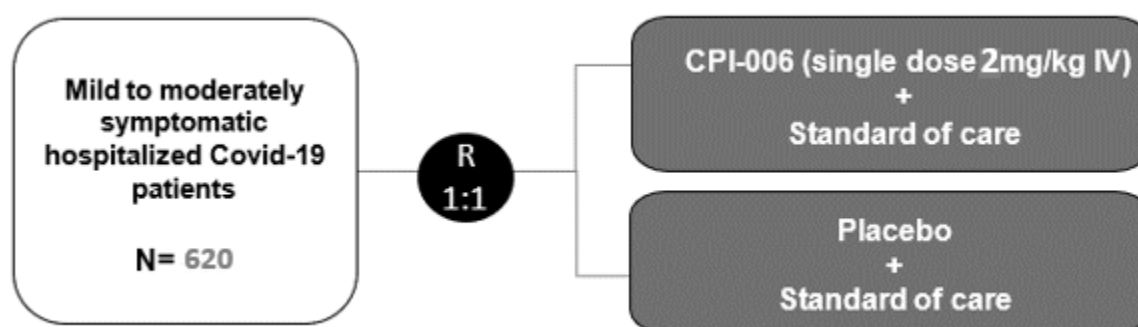 Mild to moderately
symptomatic
hospitalized Covid-19
patients
N= 620
R
1:1
CPI-006 (single dose 2mg/kg IV)
+
Standard of care
Placebo
+
Standard of care